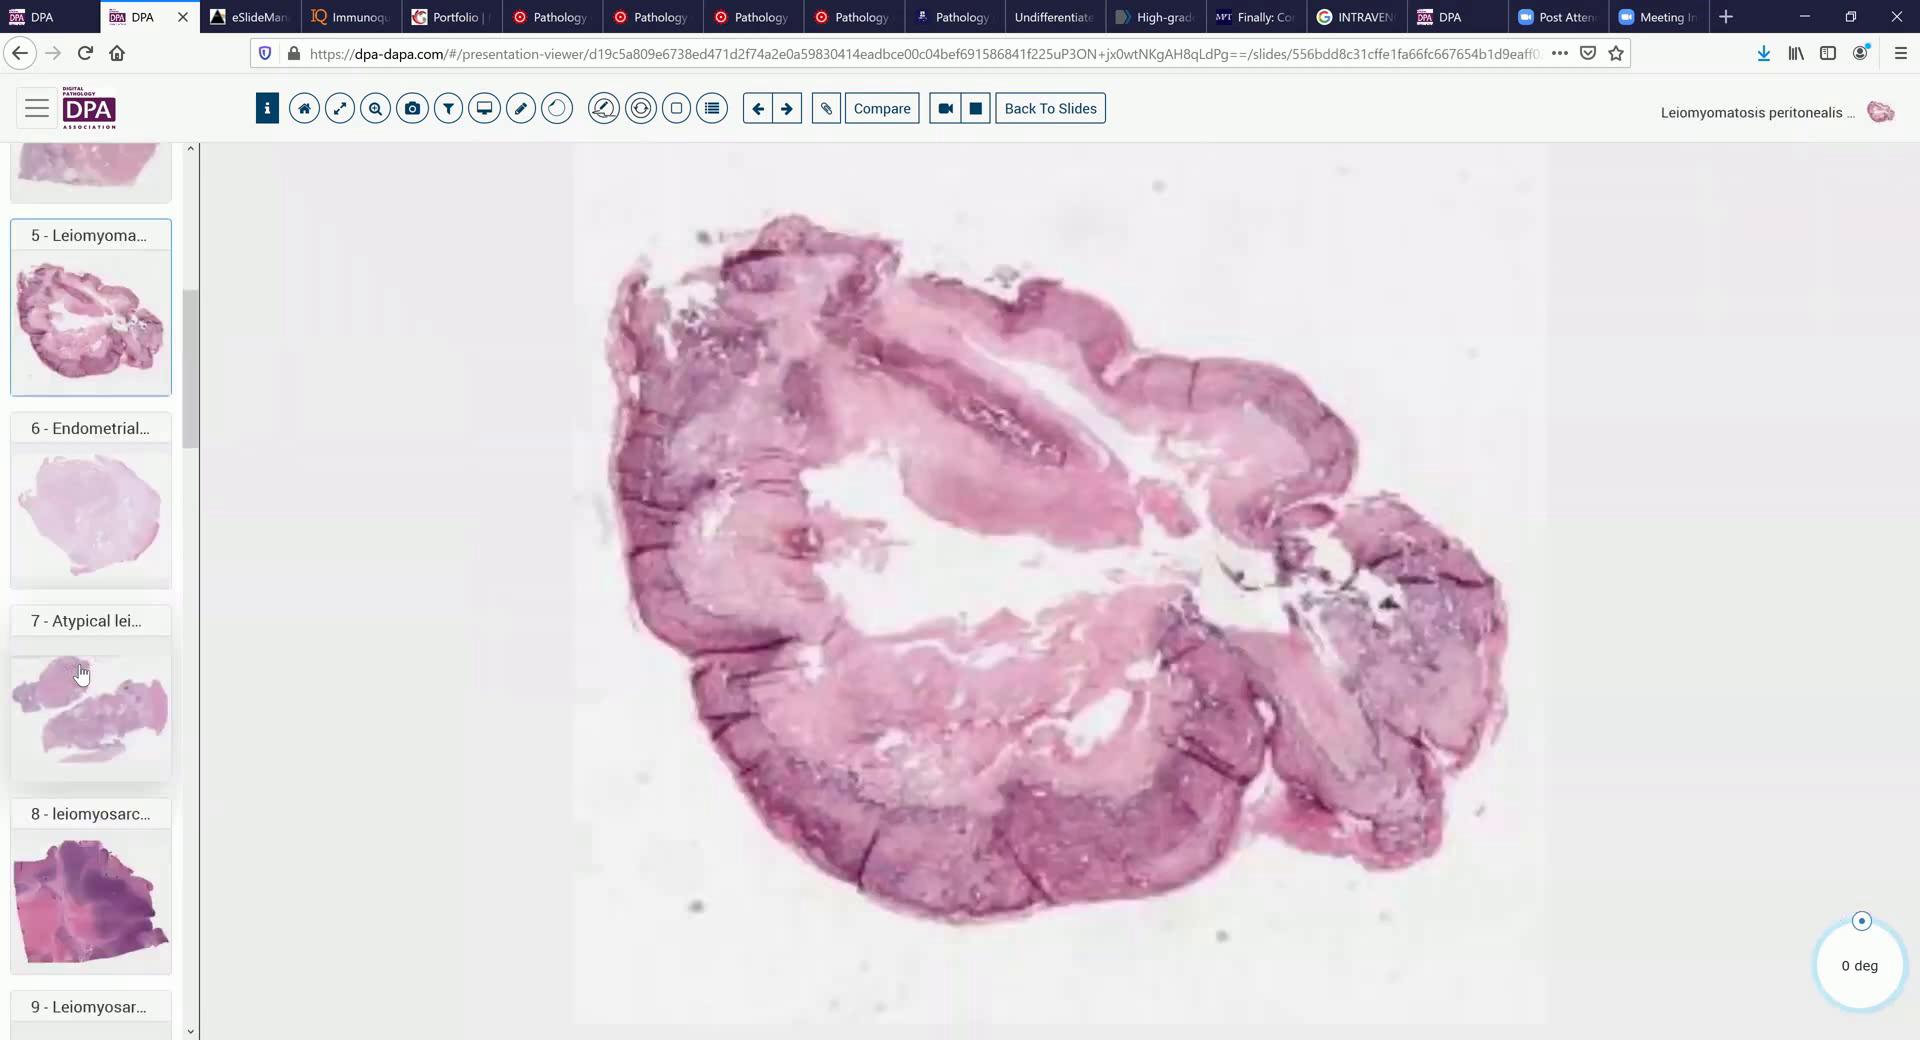 DPA
DPA
eSlideMan
Immunoqu
Portfolio |
Pathology
Pathology
Pathology
Pathology
Pathology
Undifferentiate
High-grad
MPT
Finally: Co
INTRAVEN
DPA
Post Atten
Meeting In
https://dpa-dapa.com/#/presentation-viewer/d19c5a809e6738ed471d2f74a2e0a59830414eadbce00c04bef691586841f225uP3ON+jx0wtNKgAH8qLdPg==/slides/556bdd8c31cffe1fa66fc667654b1d9eaff0
DIGITAL
PATHOLOGY
DPA
ASSOCIATION
Compare
Back To Slides
Leiomyomatosis peritonealis ...
5 - Leiomyoma...
6 - Endometrial...
7 - Atypical lei...
8 - leiomyosarc...
9 - Leiomyosar...
0 deg